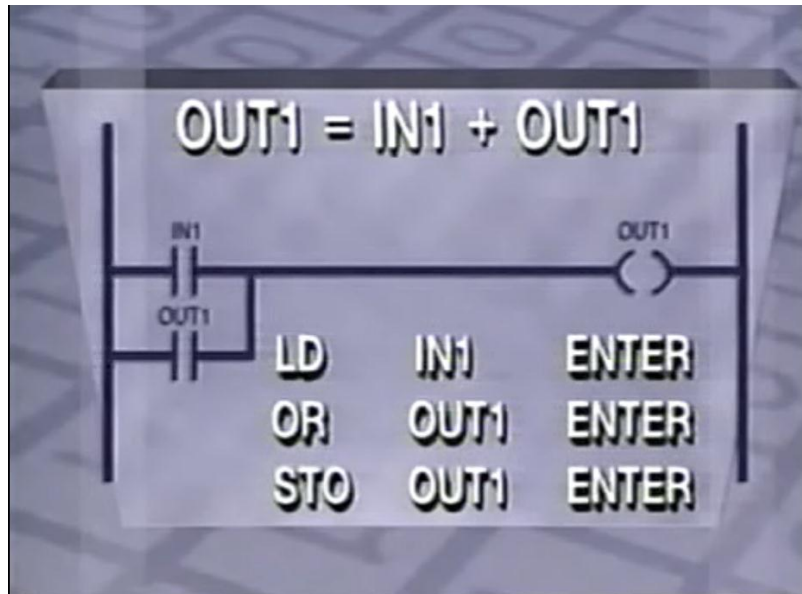 OUT1 = IN1 + OUT1
IN1 OUT1
OUT1
LD IN1 ENTER
OR OUT1 ENTER
STO OUT1 ENTER